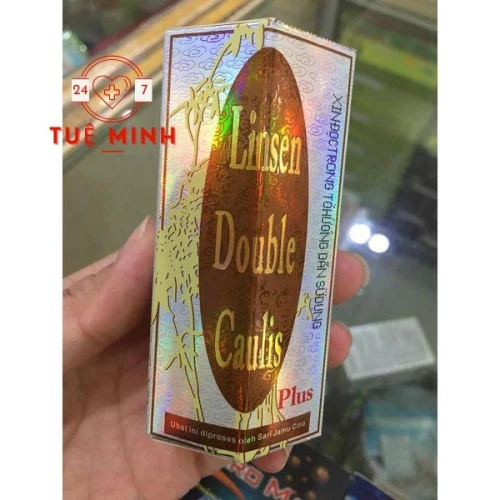 24 7
TUỆ MINH
Linsen
Double
Caulis
Plus
XIN ĐỌC TRONG TỜ HƯỚNG DẪN SỬ DỤNG
Ubat ini diproses oleh Sari Jamu Cina